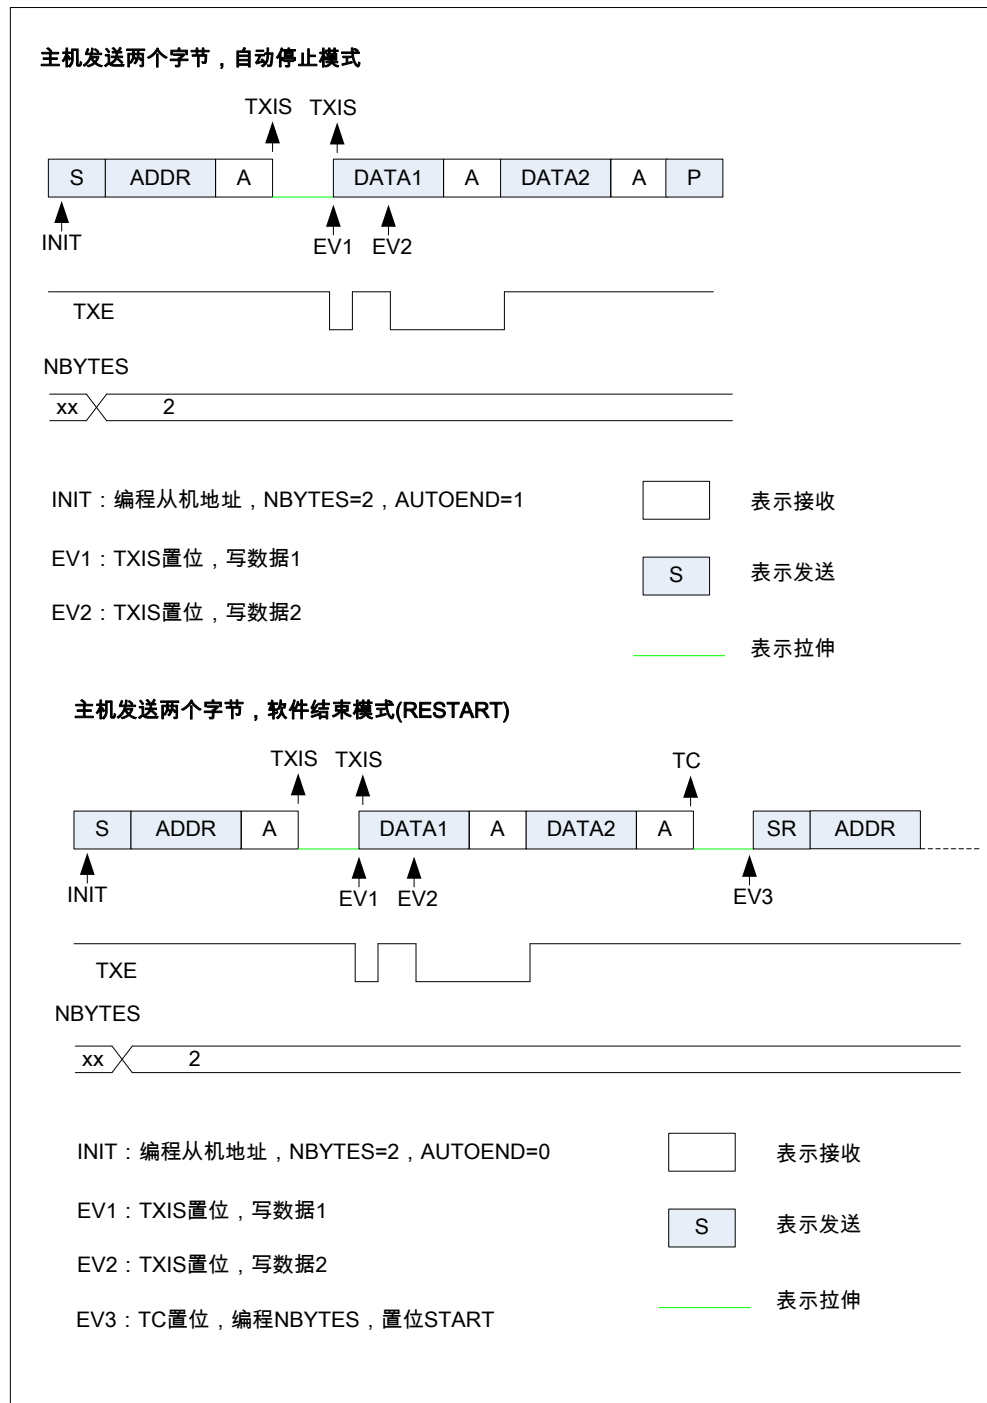 主机发送两个字节，自动停止模式
TXIS TXIS
S ADDR A DATA1 A DATA2 A P
INIT EV1 EV2
TXE
NBYTES
xx 2
INIT：编程从机地址，NBYTES=2，AUTOEND=1
表示接收
EV1：TXIS置位，写数据1
S 表示发送
EV2：TXIS置位，写数据2
表示拉伸
主机发送两个字节，软件结束模式(RESTART)
TXIS TXIS TC
S ADDR A DATA1 A DATA2 A SR ADDR
INIT EV1 EV2 EV3
TXE
NBYTES
xx 2
INIT：编程从机地址，NBYTES=2，AUTOEND=0
表示接收
EV1：TXIS置位，写数据1
S 表示发送
EV2：TXIS置位，写数据2
表示拉伸
EV3：TC置位，编程NBYTES，置位START